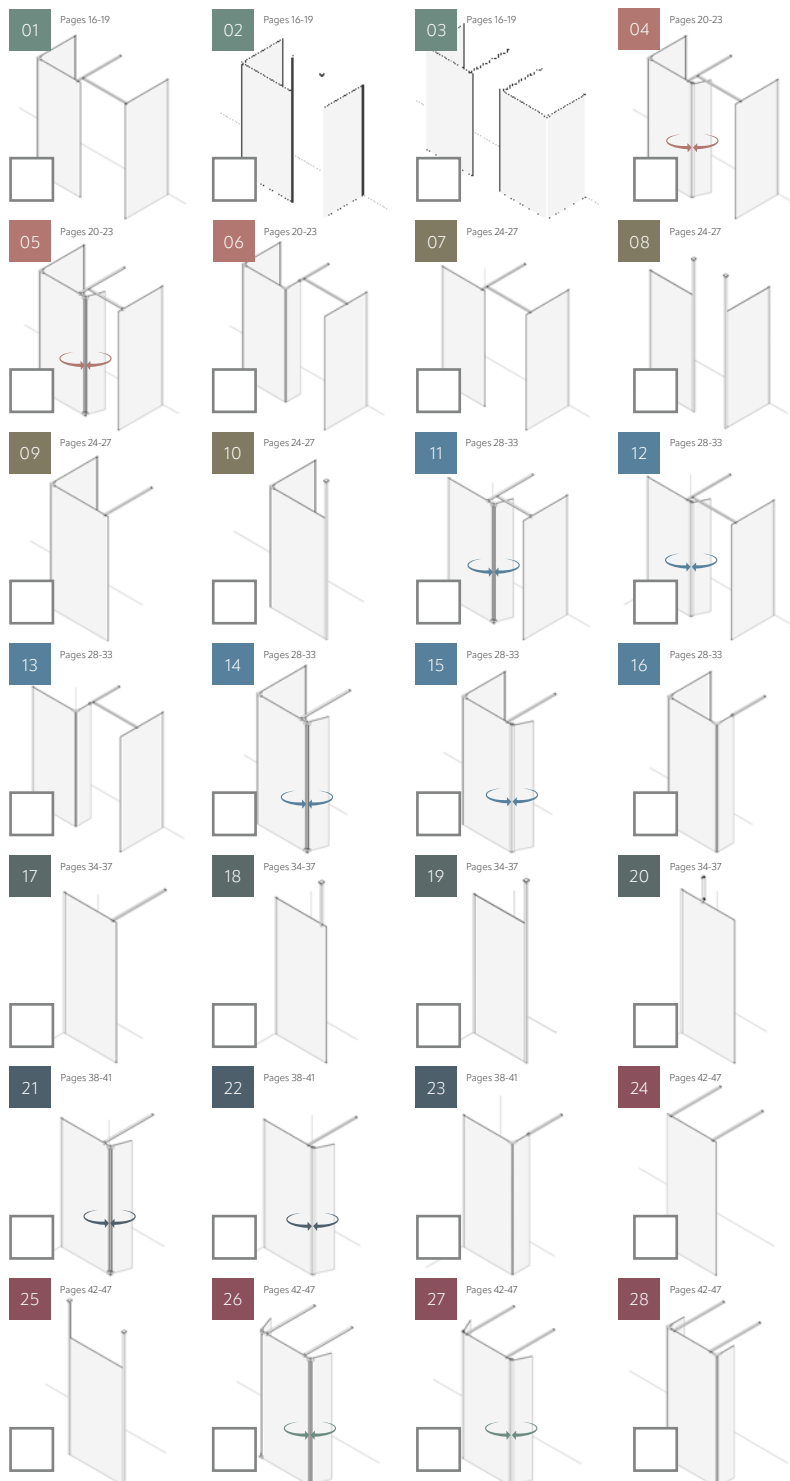 01 Pages 16-19
02 Pages 16-19
03 Pages 16-19
04 Pages 20-23
05 Pages 20-23
06 Pages 20-23
07 Pages 24-27
08 Pages 24-27
09 Pages 24-27
10 Pages 24-27
11 Pages 28-33
12 Pages 28-33
13 Pages 28-33
14 Pages 28-33
15 Pages 28-33
16 Pages 28-33
17 Pages 34-37
18 Pages 34-37
19 Pages 34-37
20 Pages 34-37
21 Pages 38-41
22 Pages 38-41
23 Pages 38-41
24 Pages 42-47
25 Pages 42-47
26 Pages 42-47
27 Pages 42-47
28 Pages 42-47